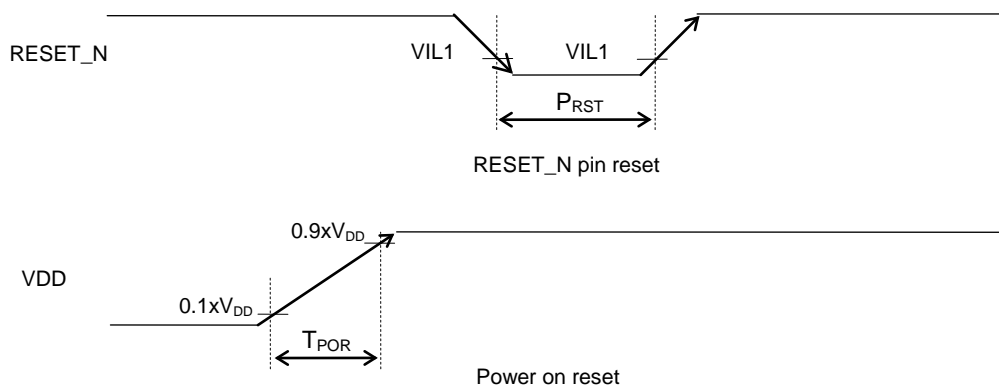 RESET_N
VIL1
VIL1
PRST
RESET_N pin reset
0.9xVDD
VDD
0.1xVDD
TPOR
Power on reset